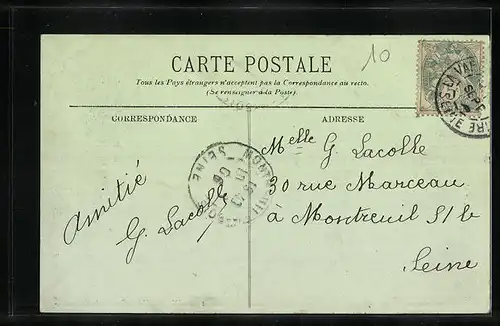 10
CARTE POSTALE
Tous les Pays étrangers n'acceptent pas la Correspondance au recto.
(Se renseigner à la Poste).
CORRESPONDANCE
ADRESSE
Amitié
G. Lacolle
Melle G. Lacolle
30 rue Marceau
à Montreuil S/b
Seine
SEINE